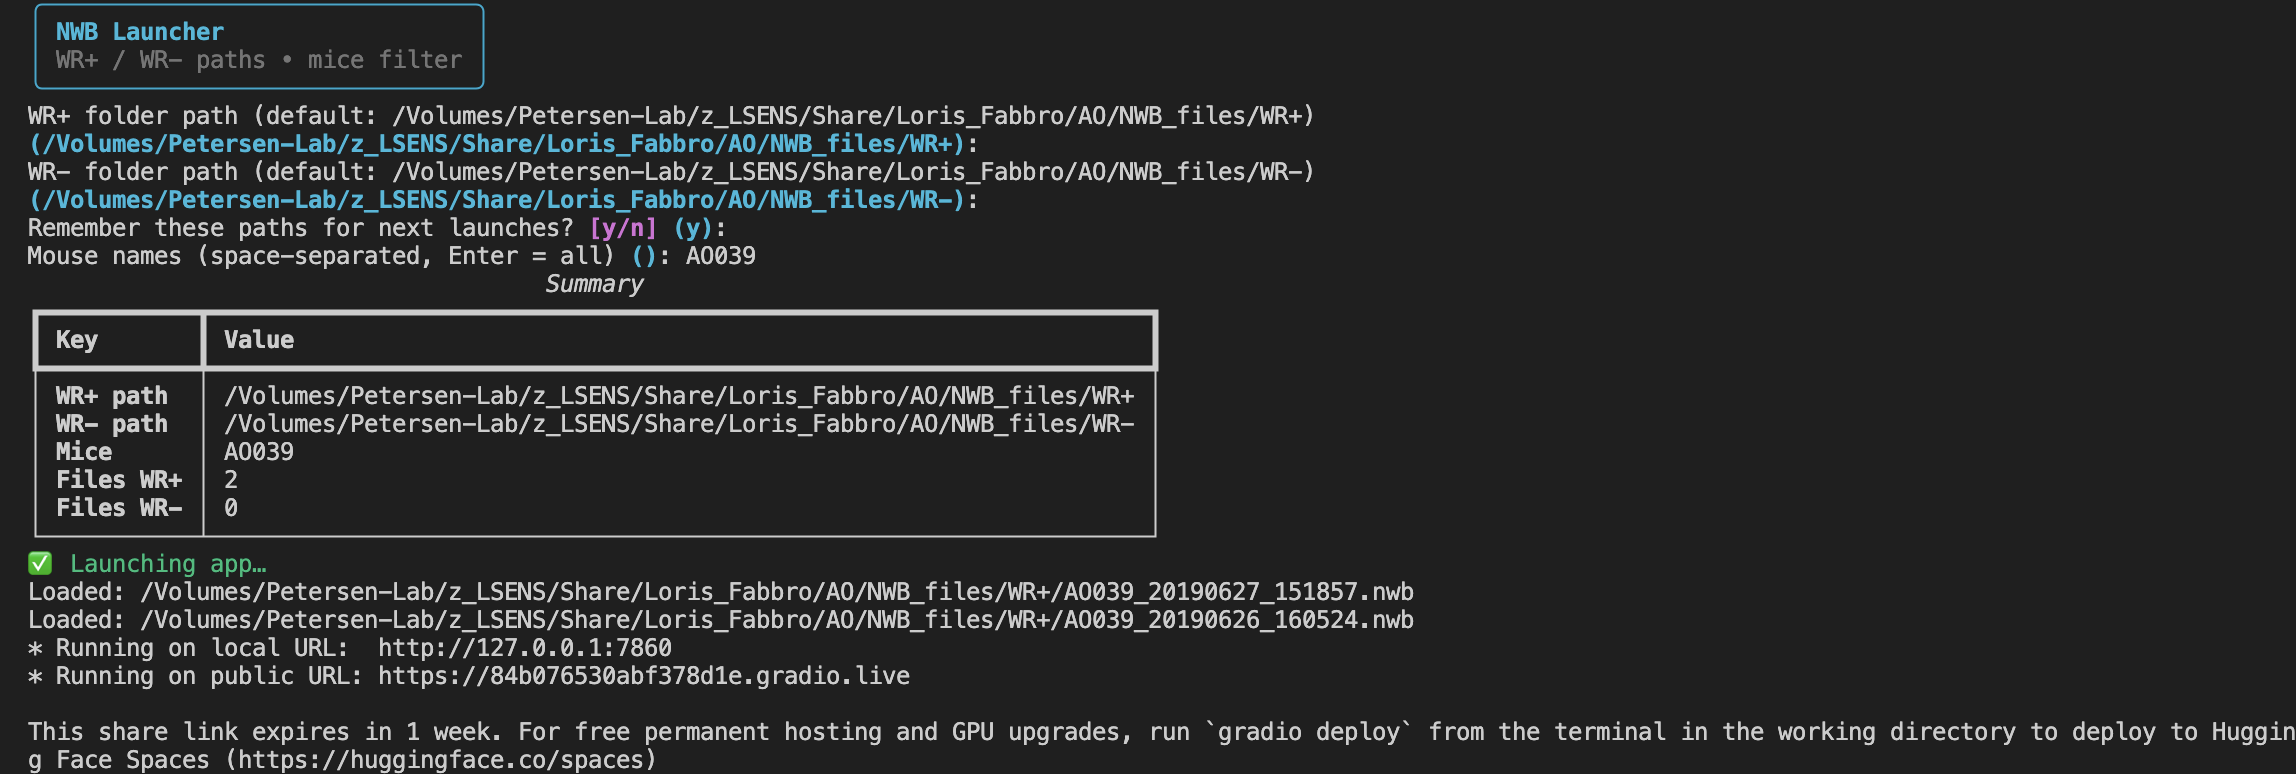 NWB Launcher
WR+ / WR- paths • mice filter
WR+ folder path (default: /Volumes/Petersen-Lab/z_LSENS/Share/Loris_Fabbro/AO/NWB_files/WR+)
(/Volumes/Petersen-Lab/z_LSENS/Share/Loris_Fabbro/AO/NWB_files/WR+):
WR- folder path (default: /Volumes/Petersen-Lab/z_LSENS/Share/Loris_Fabbro/AO/NWB_files/WR-)
(/Volumes/Petersen-Lab/z_LSENS/Share/Loris_Fabbro/AO/NWB_files/WR-):
Remember these paths for next launches? [y/n] (y):
Mouse names (space-separated, Enter = all) (): AO039
Summary
Key Value
WR+ path /Volumes/Petersen-Lab/z_LSENS/Share/Loris_Fabbro/AO/NWB_files/WR+
WR- path /Volumes/Petersen-Lab/z_LSENS/Share/Loris_Fabbro/AO/NWB_files/WR-
Mice AO039
Files WR+ 2
Files WR- 0
✅ Launching app…
Loaded: /Volumes/Petersen-Lab/z_LSENS/Share/Loris_Fabbro/AO/NWB_files/WR+/AO039_20190627_151857.nwb
Loaded: /Volumes/Petersen-Lab/z_LSENS/Share/Loris_Fabbro/AO/NWB_files/WR+/AO039_20190626_160524.nwb
* Running on local URL:  http://127.0.0.1:7860
* Running on public URL: https://84b076530abf378d1e.gradio.live
This share link expires in 1 week. For free permanent hosting and GPU upgrades, run `gradio deploy` from the terminal in the working directory to deploy to Huggin
g Face Spaces (https://huggingface.co/spaces)